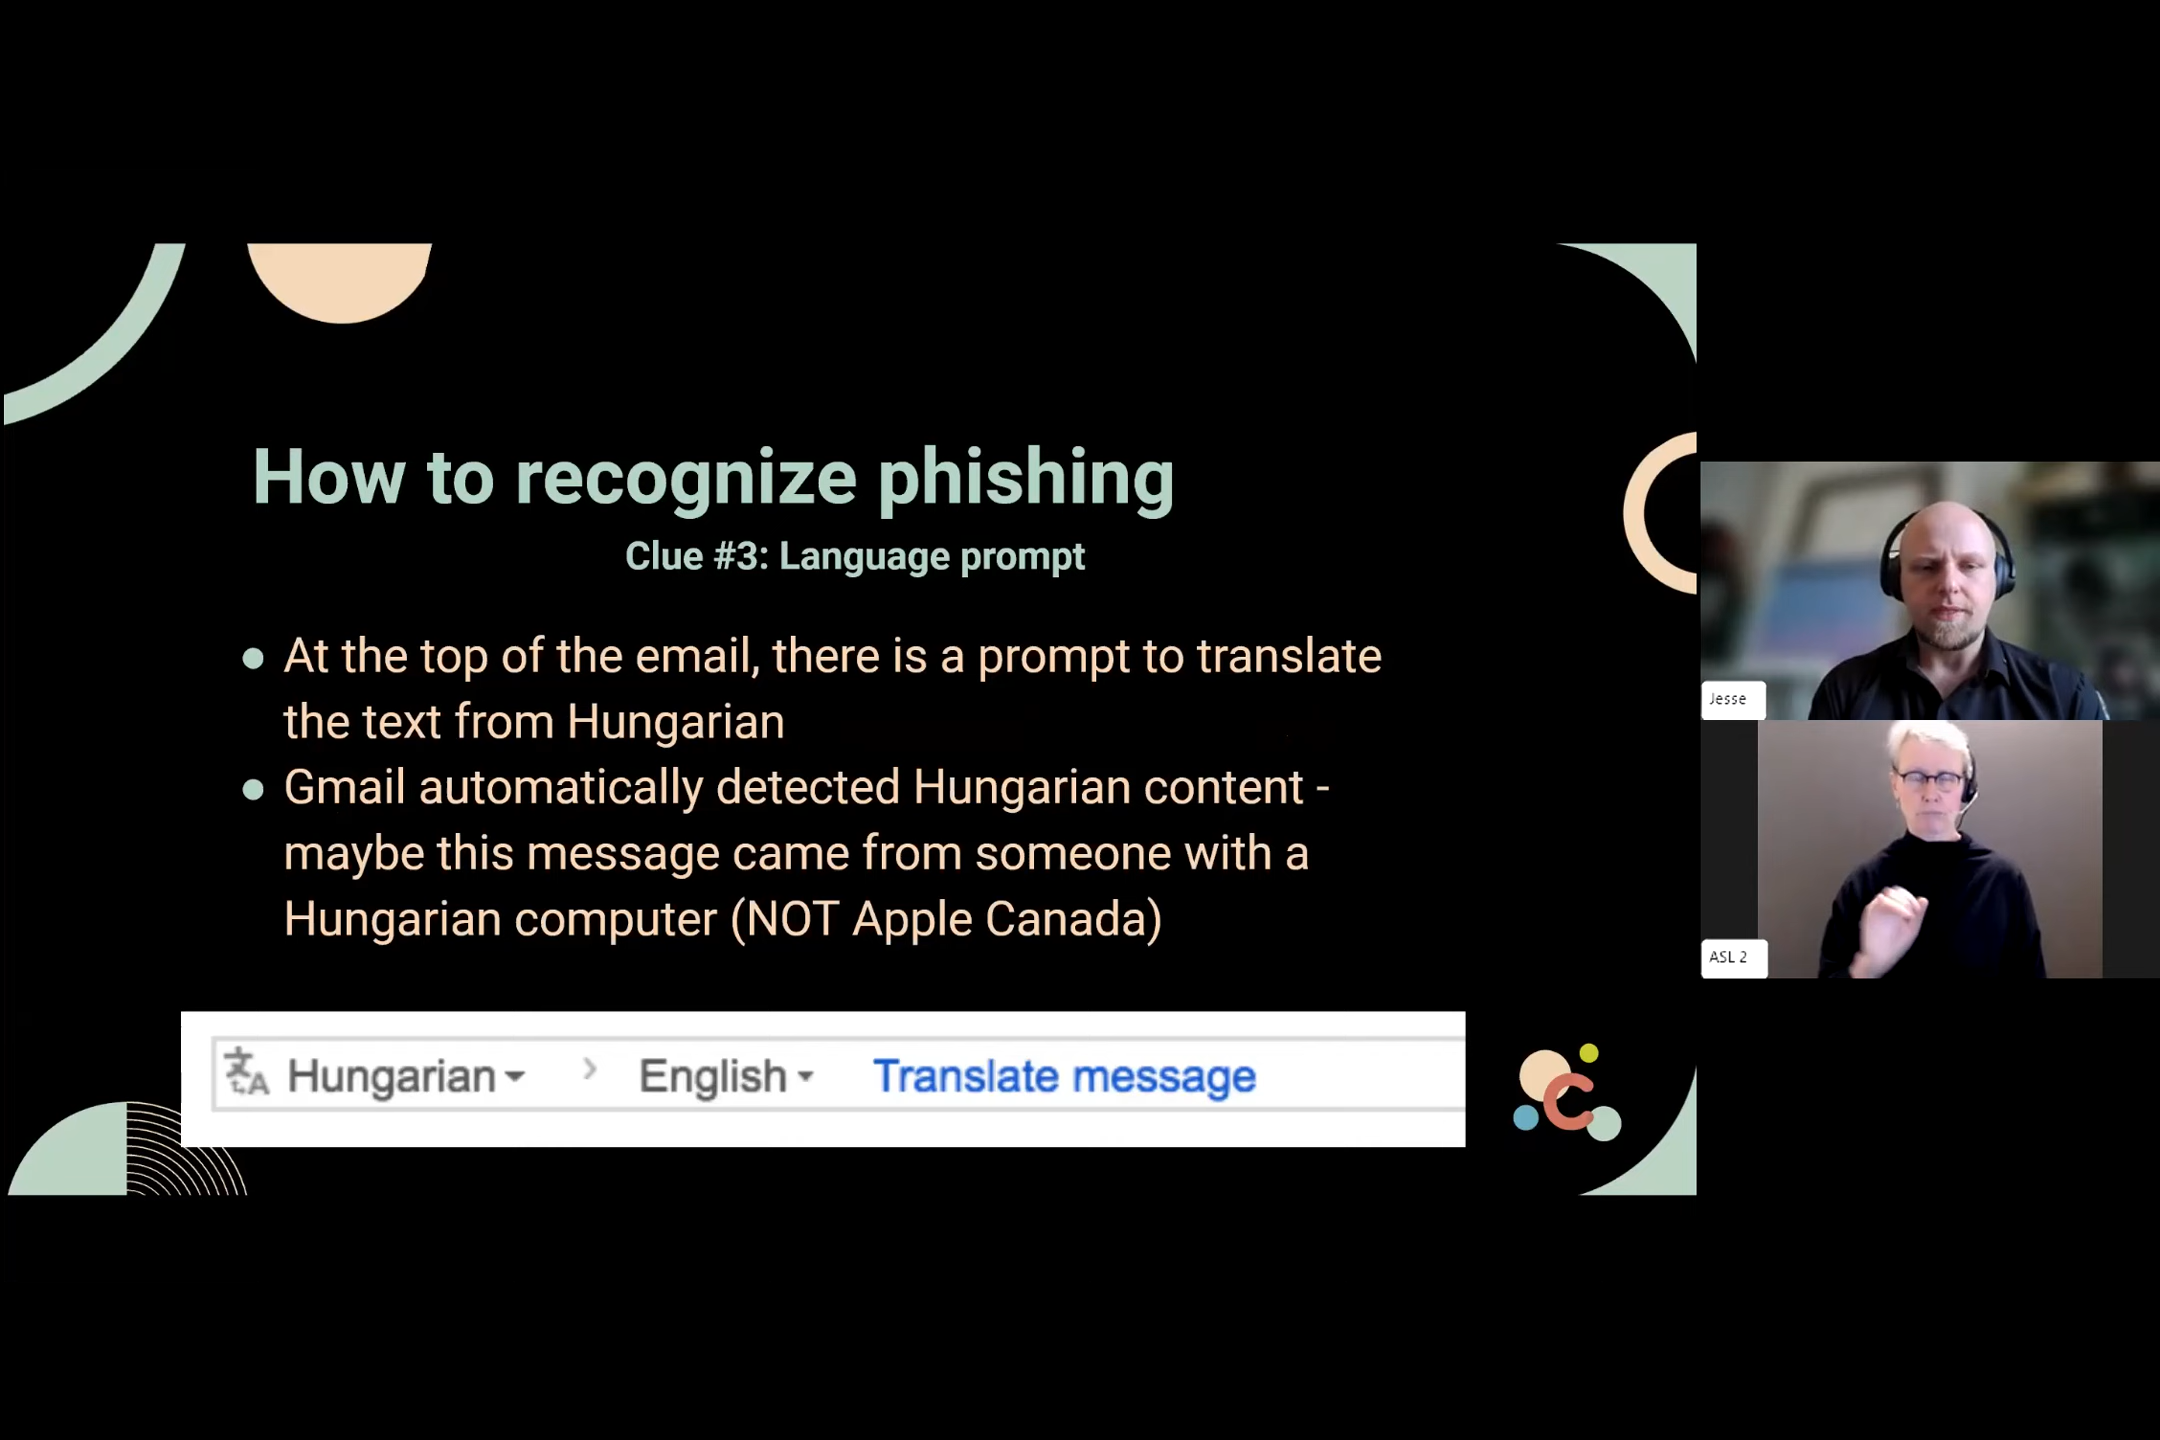 How to recognize phishing
Clue #3: Language prompt
At the top of the email, there is a prompt to translate
the text from Hungarian
Gmail automatically detected Hungarian content -
maybe this message came from someone with a
Hungarian computer (NOT Apple Canada)
Hungarian > English Translate message
Jesse
ASL 2